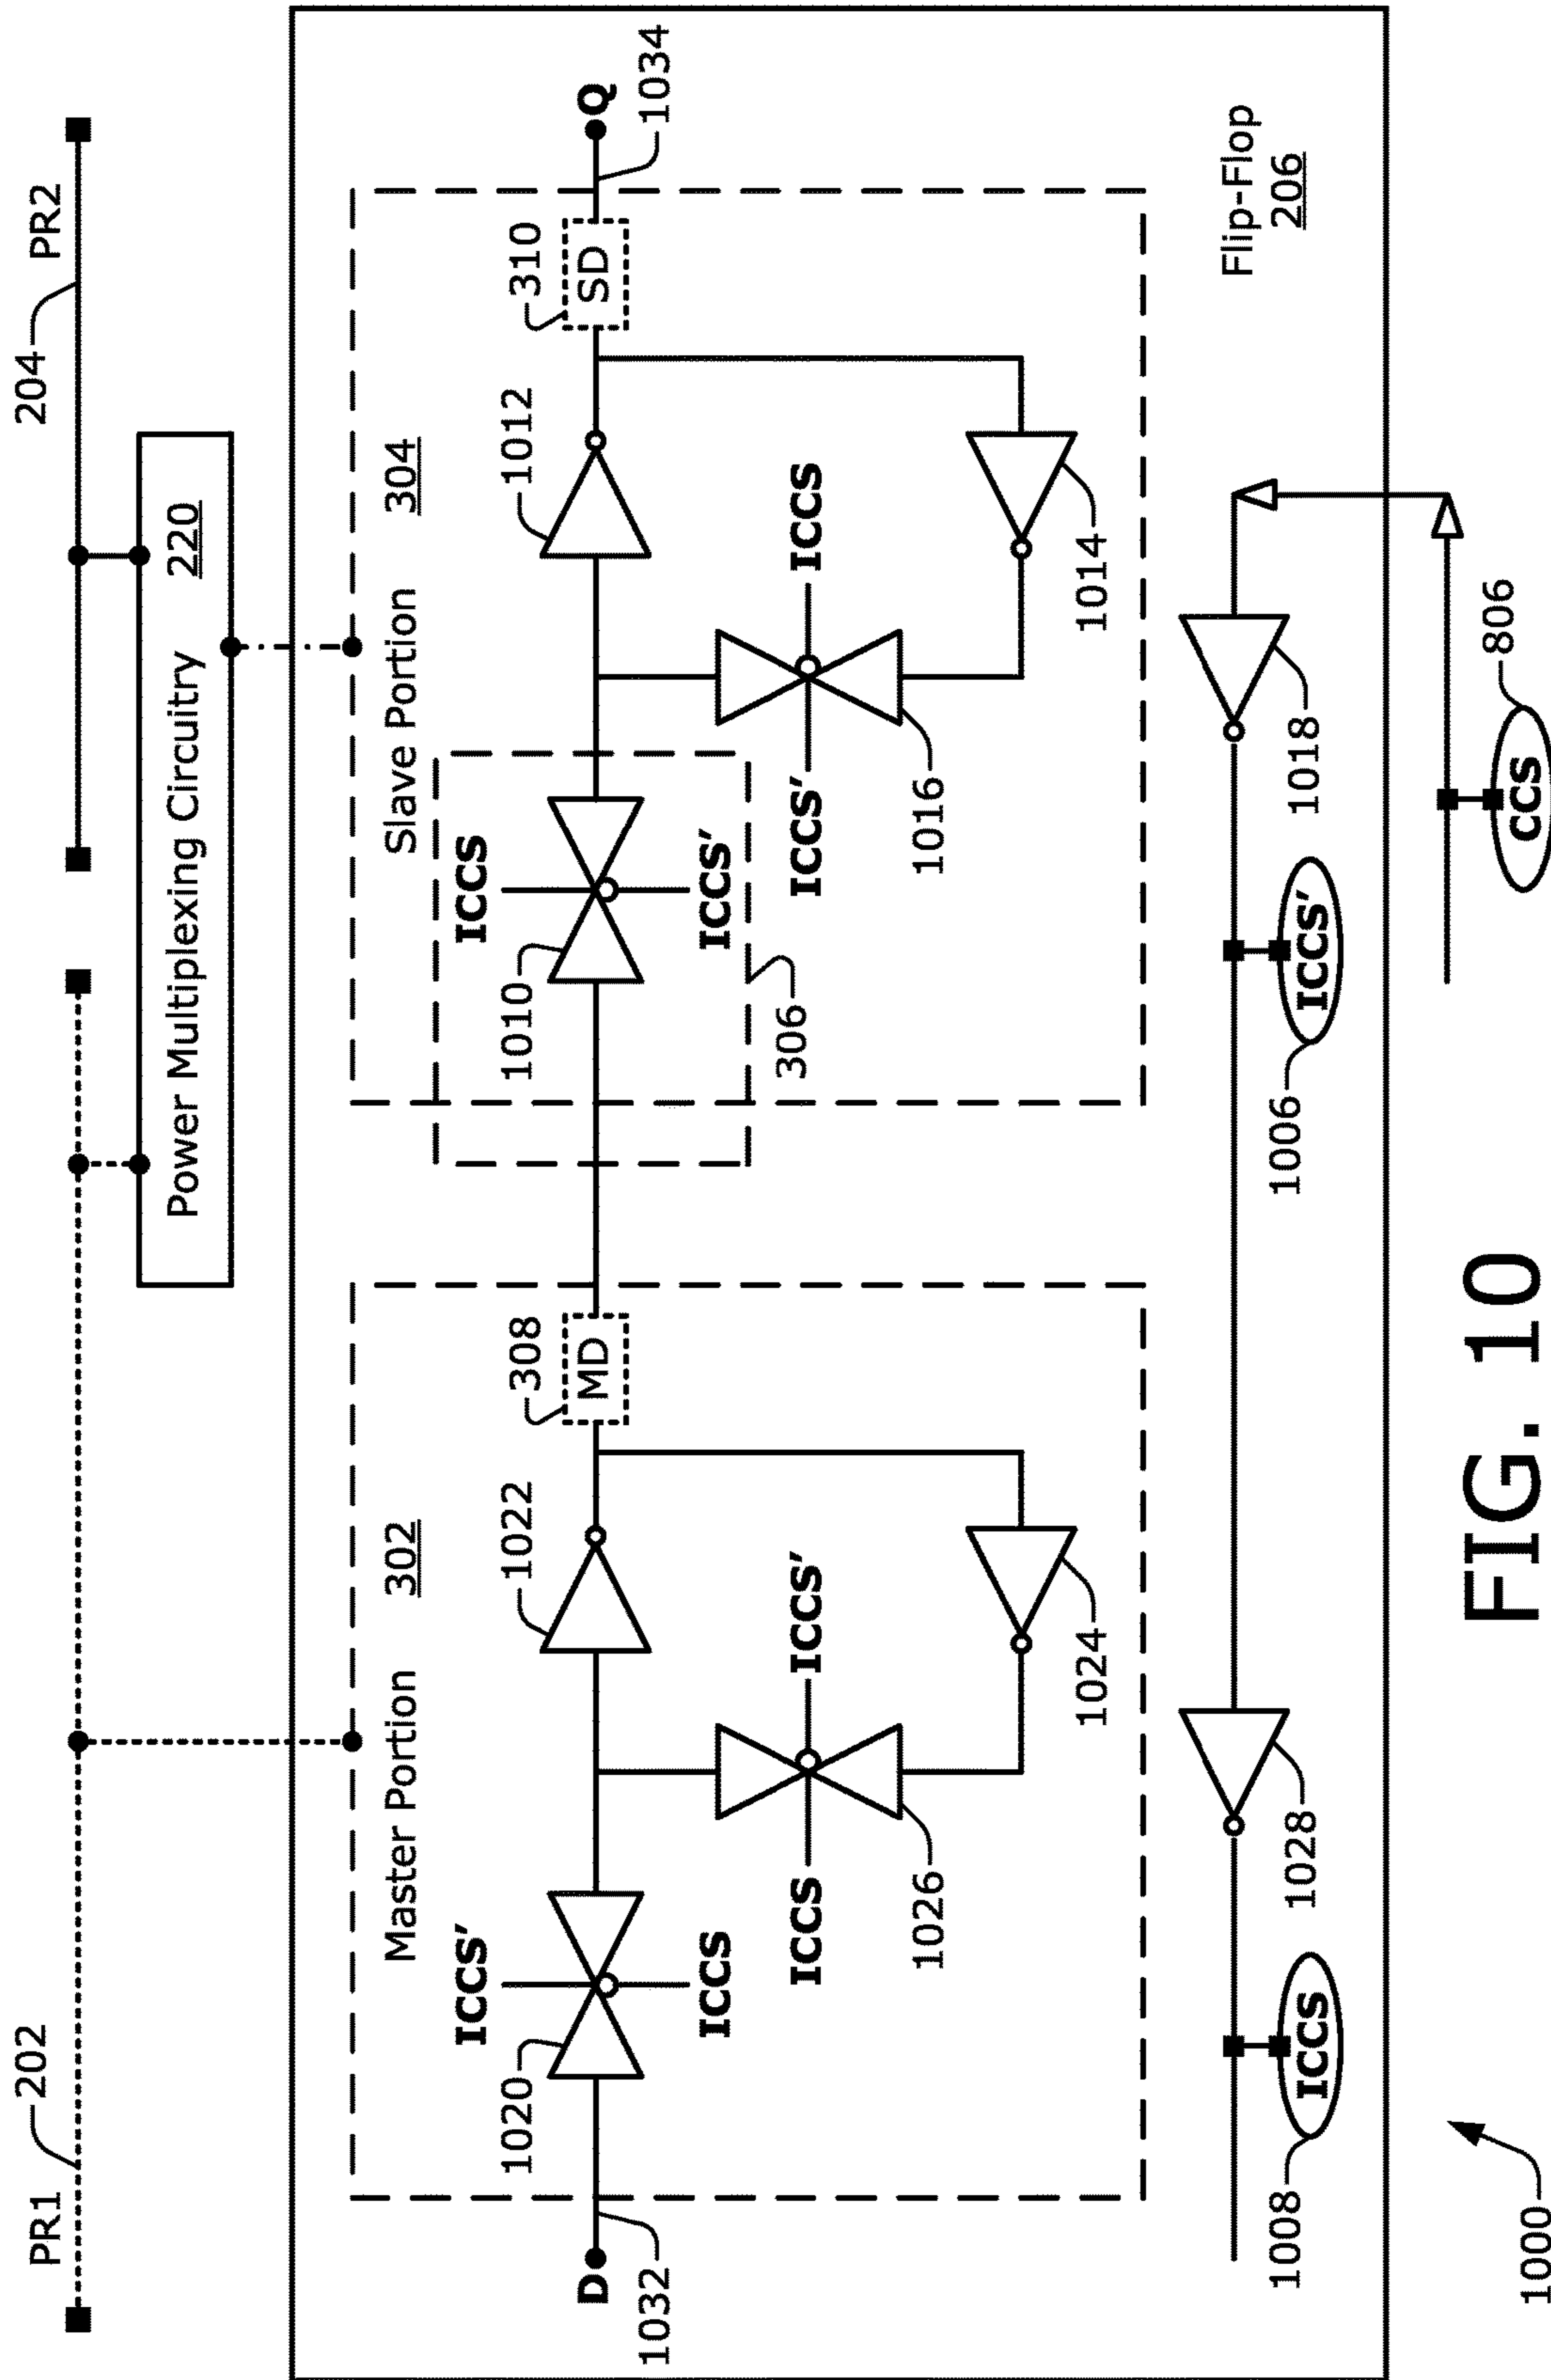 PR1
202
204
PR2
Power Multiplexing Circuitry 220
Master Portion 302
Slave Portion 304
ICCS'
1020
1022
308
MD
ICCS
1010
1012
310
SD
D
Q
1032
1034
ICCS
ICCS'
306
ICCS
ICCS'
ICCS'
ICCS
1026
1024
1016
1014
Flip-Flop
206
1008
ICCS
1028
1006
ICCS'
1018
CCS
806
1000
FIG. 10